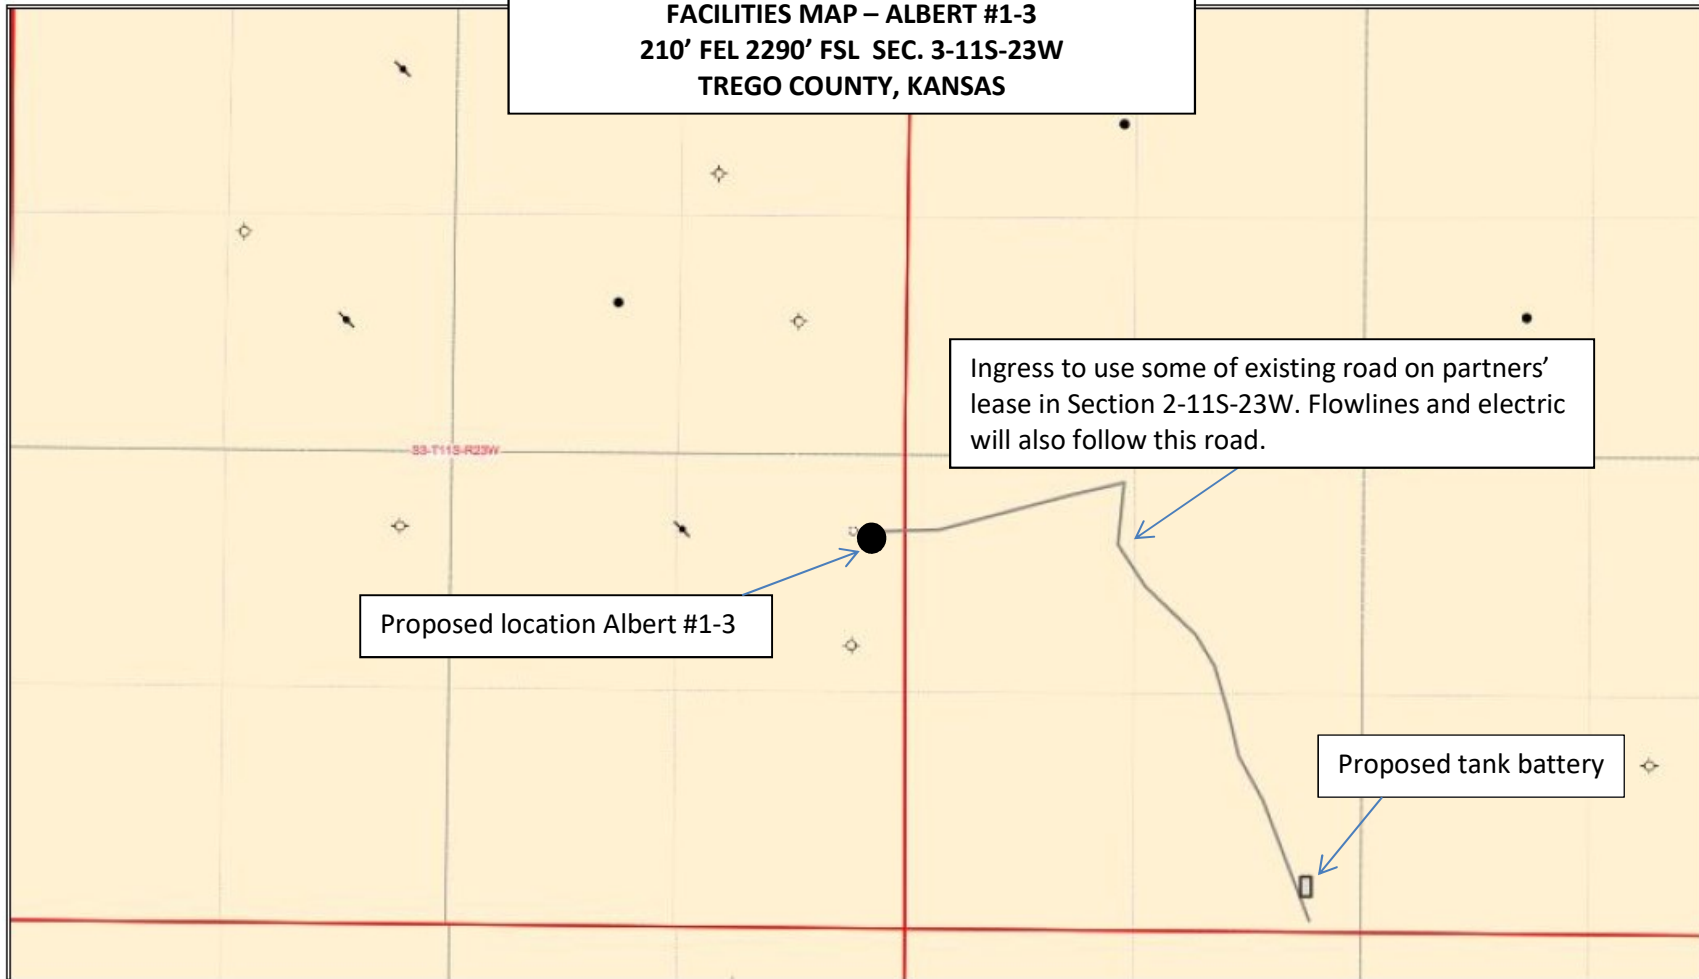 FACILITIES MAP – ALBERT #1-3
210’ FEL 2290’ FSL  SEC. 3-11S-23W
TREGO COUNTY, KANSAS
Ingress to use some of existing road on partners’
lease in Section 2-11S-23W. Flowlines and electric
will also follow this road.
S3-T11S-R23W
Proposed location Albert #1-3
Proposed tank battery